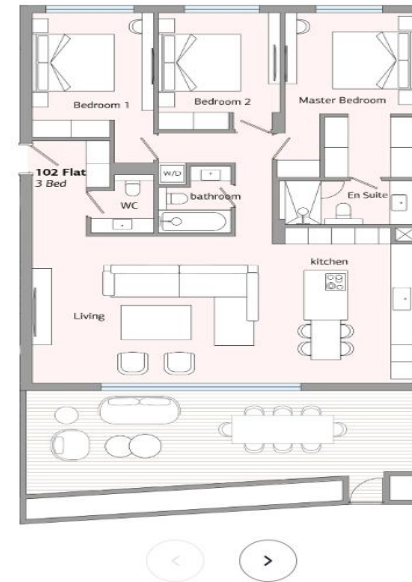 Bedroom 1
Bedroom 2
Master Bedroom
102 Flat
3 Bed
W/D
bathroom
WC
En Suite
kitchen
Living